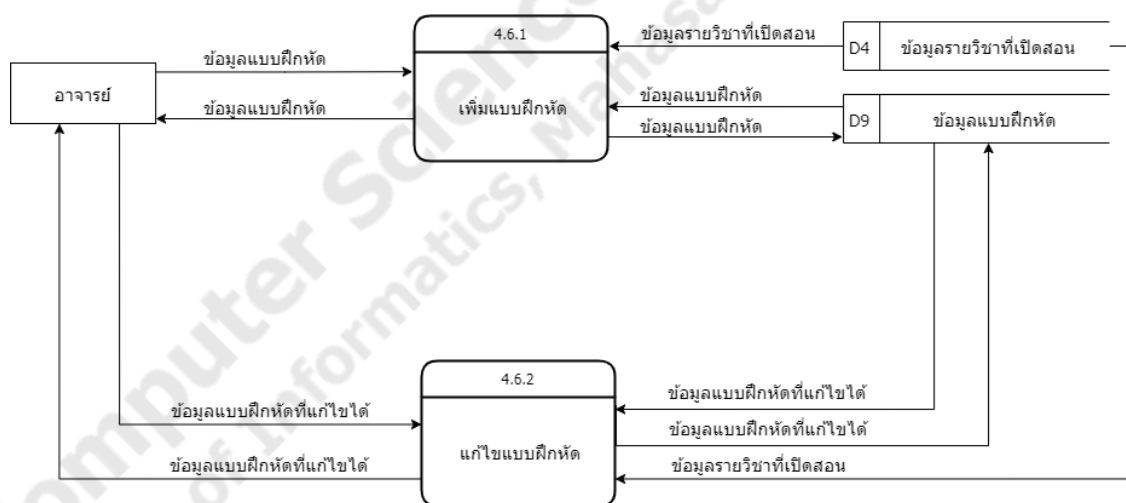 4.6.1
ข้อมูลรายวิชาที่เปิดสอน
D4
ข้อมูลรายวิชาที่เปิดสอน
ข้อมูลแบบฝึกหัด
อาจารย์
เพิ่มแบบฝึกหัด
ข้อมูลแบบฝึกหัด
ข้อมูลแบบฝึกหัด
D9
ข้อมูลแบบฝึกหัด
ข้อมูลแบบฝึกหัด
4.6.2
ข้อมูลแบบฝึกหัดที่แก้ไขได้
ข้อมูลแบบฝึกหัดที่แก้ไขได้
ข้อมูลแบบฝึกหัดที่แก้ไขได้
แก้ไขแบบฝึกหัด
ข้อมูลแบบฝึกหัดที่แก้ไขได้
ข้อมูลรายวิชาที่เปิดสอน
omputer Scienc
of Informatics, Mahasa